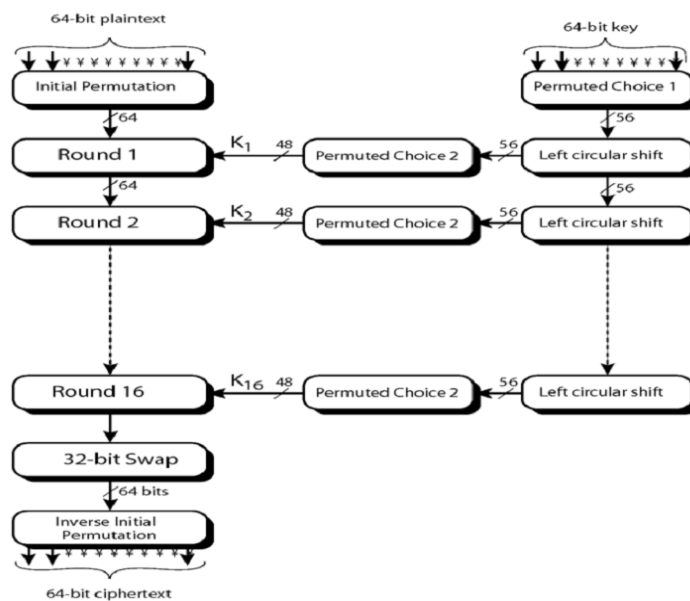 64-bit plaintext
64-bit key
¥ ¥ ¥ ¥ ¥ ¥ ¥ ¥ ¥
¥ ¥ ¥ ¥ ¥ ¥ ¥ ¥
Initial Permutation
Permuted Choice 1
64
56
Round 1
K1
48
Permuted Choice 2
56
Left circular shift
64
56
Round 2
K2
48
Permuted Choice 2
56
Left circular shift
Round 16
K16
48
Permuted Choice 2
56
Left circular shift
32-bit Swap
64 bits
Inverse Initial
Permutation
¥ ¥ ¥ ¥ ¥ ¥ ¥ ¥ ¥
64-bit ciphertext